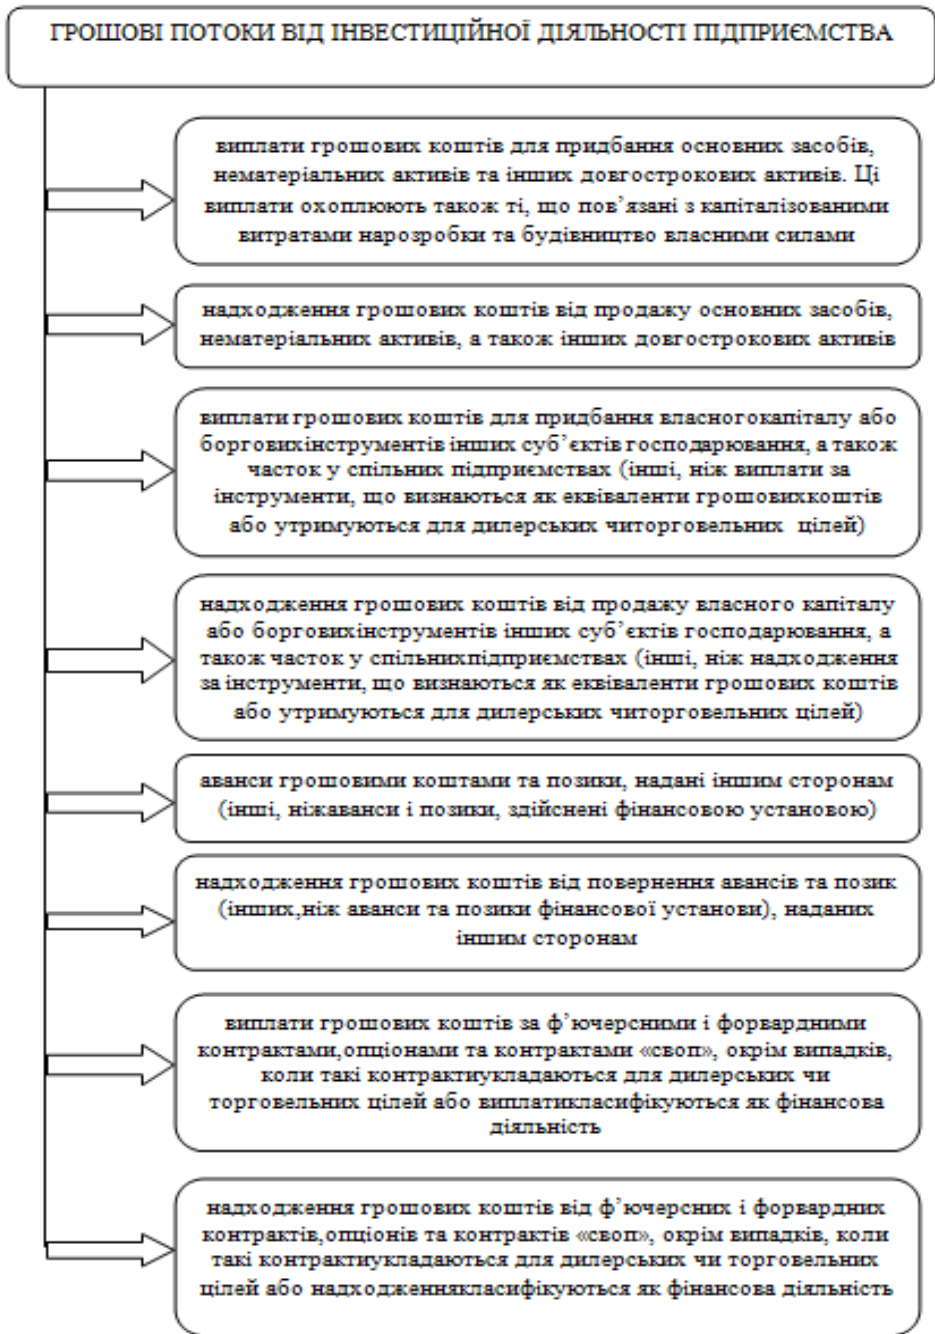 ГРОШОВІ ПОТОКИ ВІД ІНВЕСТИЦІЙНОЇ ДІЯЛЬНОСТІ ПІДПРИЄМСТВА
виплати грошових коштів для придбання основних засобів,
нематеріальних активів та інших довгострокових активів. Ці
виплати охоплюють також ті, що пов’язані з капіталізованими
витратами нарозробки та будівництво власними силами
надходження грошових коштів від продажу основних засобів,
нематеріальних активів, а також інших довгострокових активів
виплати грошових коштів для придбання власногокапіталу або
борговихінструментів інших суб’єктів господарювання, а також
часток у спільних підприємствах (інші, ніж виплати за
інструменти, що визнаються як еквіваленти грошовихкоштів
або утримуються для дилерських читорговельних цілей)
надходження грошових коштів від продажу власного капіталу
або борговихінструментів інших суб’єктів господарювання, а
також часток у спільнихпідприємствах (інші, ніж надходження
за інструменти, що визнаються як еквіваленти грошових коштів
або утримуються для дилерських читорговельних цілей)
аванси грошовими коштами та позики, надані іншим сторонам
(інші, ніжаванси і позики, здійснені фінансовою установою)
надходження грошових коштів від повернення авансів та позик
(інших,ніж аванси та позики фінансової установи), наданих
іншим сторонам
виплати грошових коштів за ф’ючерсними і форвардними
контрактами,опціонами та контрактами «своп», окрім випадків,
коли такі контрактиукладаються для дилерських чи
торговельних цілей або виплатикласифікуються як фінансова
діяльність
надходження грошових коштів від ф’ючерсних і форвардних
контрактів,опціонів та контрактів «своп», окрім випадків, коли
такі контрактиукладаються для дилерських чи торговельних
цілей або надходженнякласифікуються як фінансова діяльність